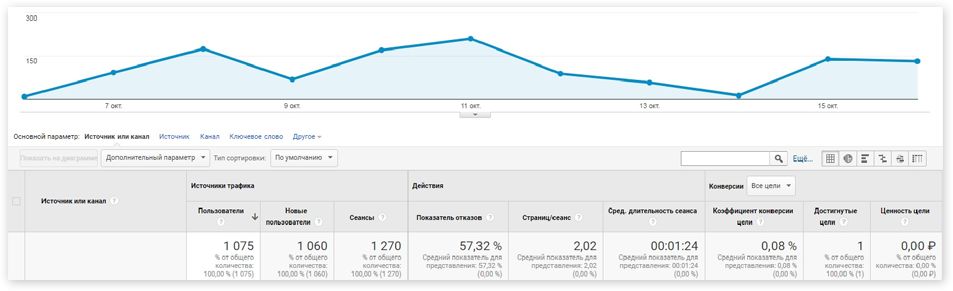 300
150
7 окт.
9 окт.
11 окт.
13 окт.
15 окт.
Основной параметр: Источник или канал Источник Канал Ключевое слово Другое
Показать на диаграмме Дополнительный параметр Тип сортировки: По умолчанию Ещё...
Источник или канал
Источники трафика Действия Конверсии Все цели
Пользователи
Новые
пользователи
Сеансы
Показатель отказов
Страниц/сеанс
Сред. длительность сеанса
Коэффициент конверсии
цели
Достигнутые
цели
Ценность цели
1 075
% от общего
количества:
100,00 % (1 075)
1 060
% от общего
количества:
100,00 % (1 060)
1 270
% от общего
количества:
100,00 % (1 270)
57,32 %
Средний показатель для
представления: 57,32 %
(0,00 %)
2,02
Средний показатель для
представления: 2,02
(0,00 %)
00:01:24
Средний показатель для
представления: 00:01:24
(0,00 %)
0,08 %
Средний показатель для
представления: 0,08 %
(0,00 %)
1
% от общего
количества:
100,00 % (1)
0,00 ₽
% от общего
количества: 0,00 %
(0,00 ₽)